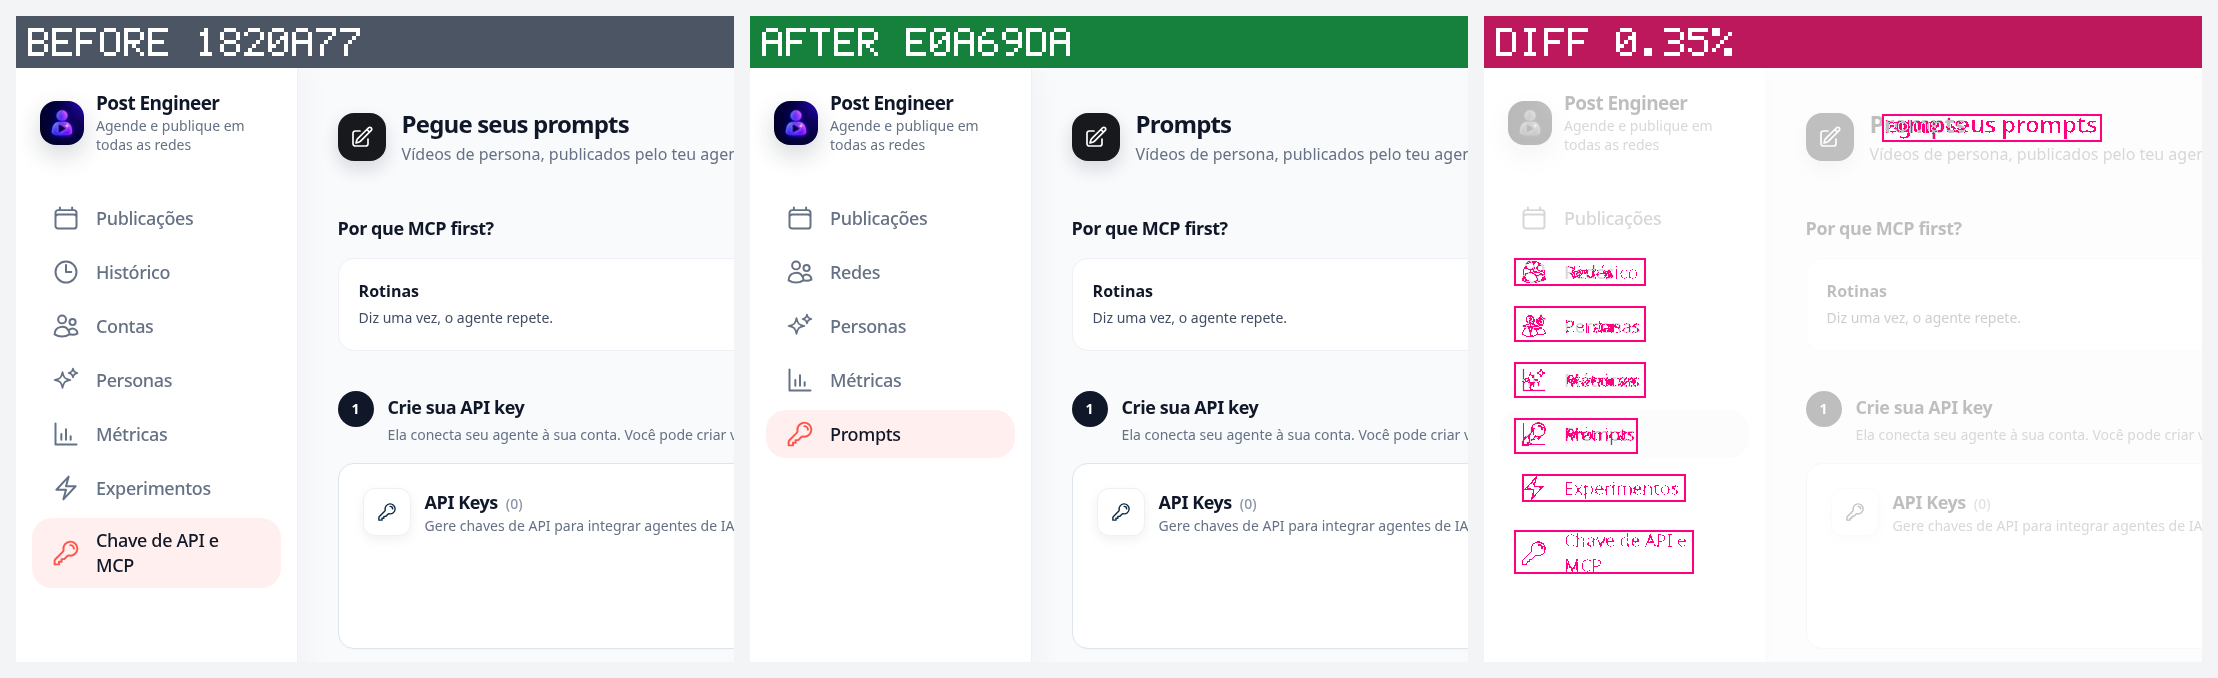 BEFORE 1820A77
Post Engineer
Agende e publique em
todas as redes
Publicações
Histórico
Contas
Personas
Métricas
Experimentos
Chave de API e
MCP
Pegue seus prompts
Vídeos de persona, publicados pelo teu ager
Por que MCP first?
Rotinas
Diz uma vez, o agente repete.
1
Crie sua API key
Ela conecta seu agente à sua conta. Você pode criar v
API Keys (0)
Gere chaves de API para integrar agentes de IA
AFTER E0A69DA
Post Engineer
Agende e publique em
todas as redes
Publicações
Redes
Personas
Métricas
Prompts
Prompts
Vídeos de persona, publicados pelo teu ager
Por que MCP first?
Rotinas
Diz uma vez, o agente repete.
1
Crie sua API key
Ela conecta seu agente à sua conta. Você pode criar v
API Keys (0)
Gere chaves de API para integrar agentes de IA
DIFF 0.35%
Post Engineer
Agende e publique em
todas as redes
Publicações
Experimentos
Chave de API e
MCP
prompts
Vídeos de persona, publicados pelo teu ager
Por que MCP first?
Rotinas
Diz uma vez, o agente repete.
1
Crie sua API key
Ela conecta seu agente à sua conta. Você pode criar v
API Keys (0)
Gere chaves de API para integrar agentes de IA